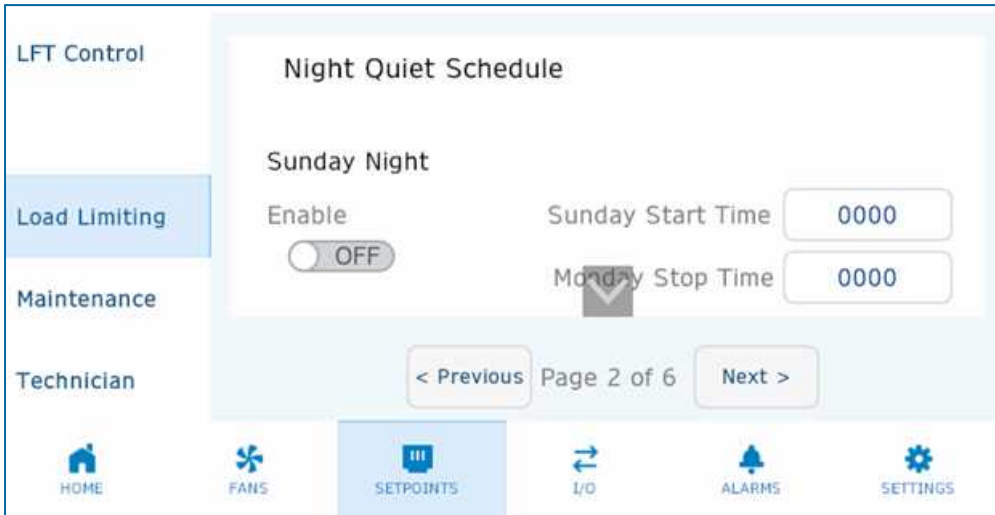 LFT Control
Load Limiting
Maintenance
Technician
Night Quiet Schedule
Sunday Night
Enable
OFF
Sunday Start Time 0000
Monday Stop Time 0000
< Previous Page 2 of 6 Next >
HOME FANS SETPOINTS I/O ALARMS SETTINGS